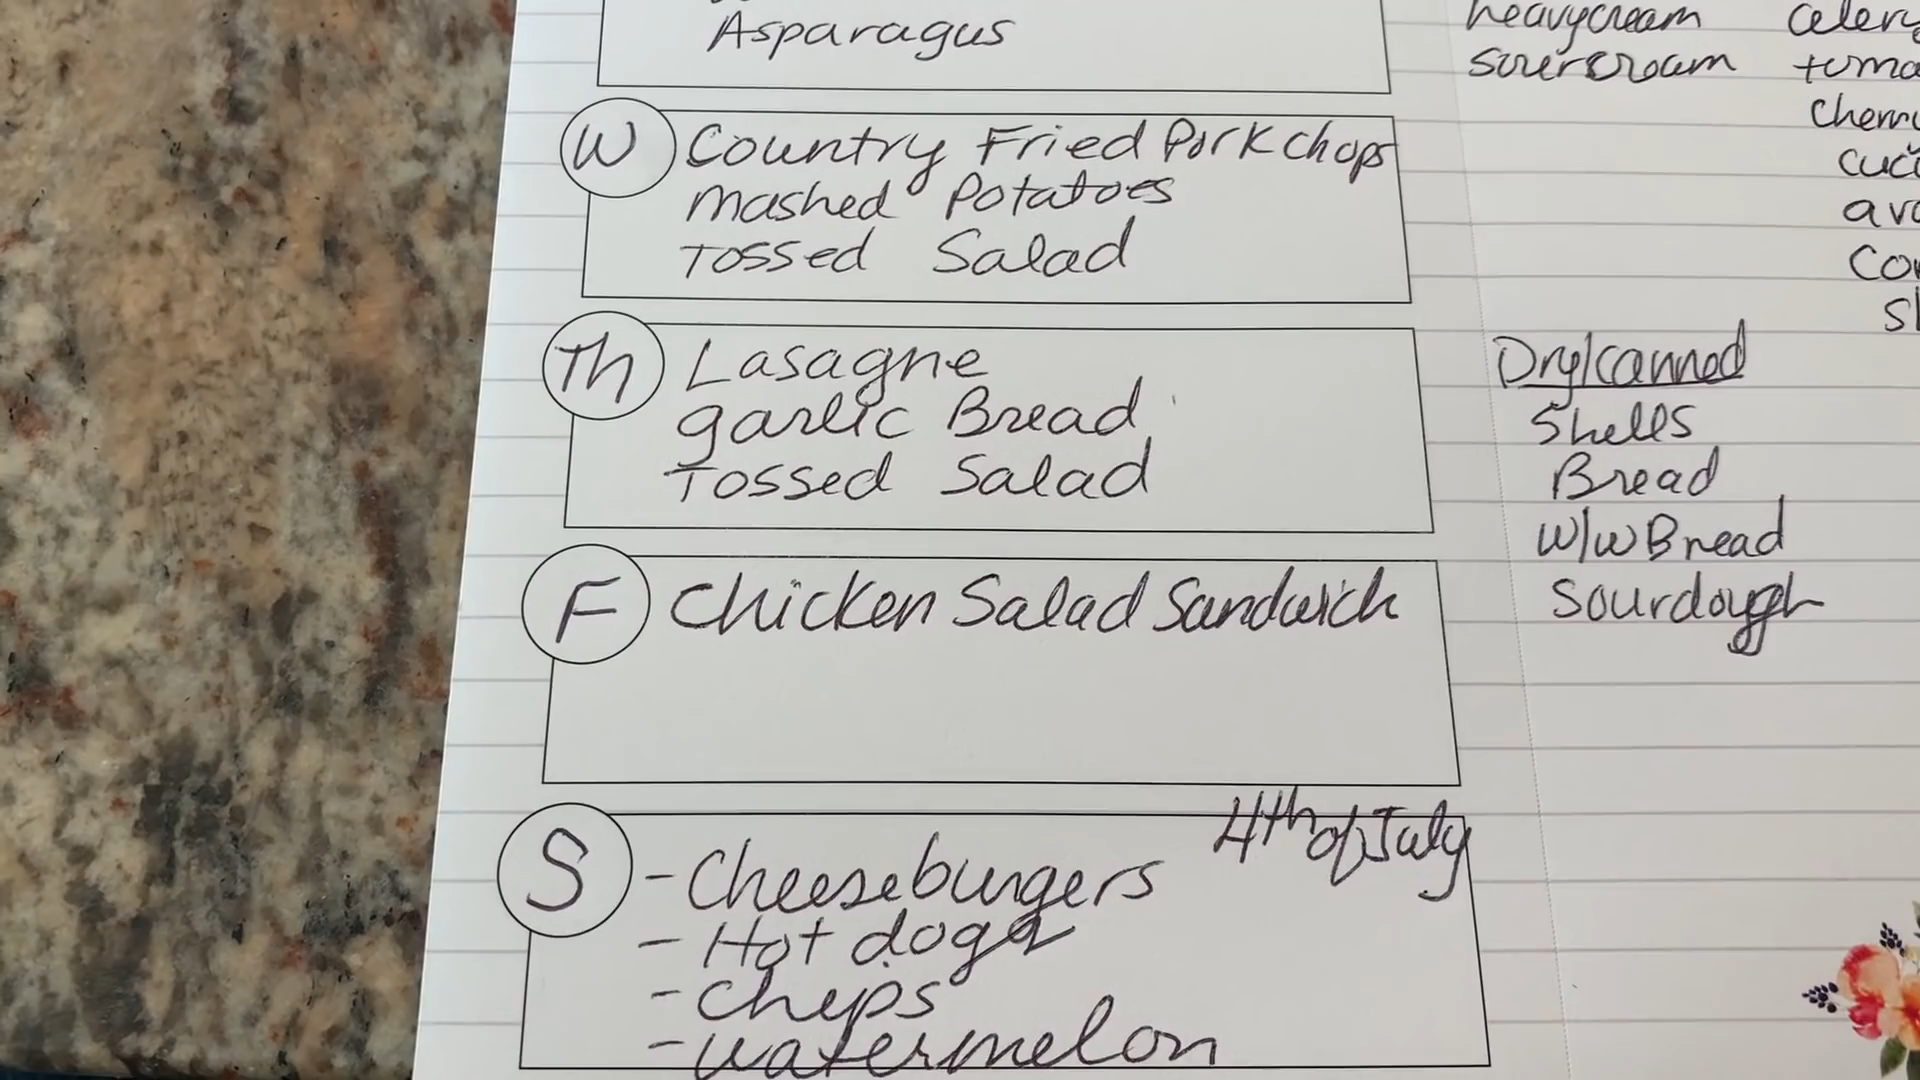 Asparagus
W Country Fried Pork chops
mashed Potatoes
Tossed Salad
Th Lasagne
garlic Bread
Tossed Salad
F Chicken Salad Sandwich
4th of July
S - Cheeseburgers
- Hot dogs
- Chips
- watermelon
heavycream
sourcream
Dry/canned
Shells
Bread
W/W Bread
Sourdough
celery